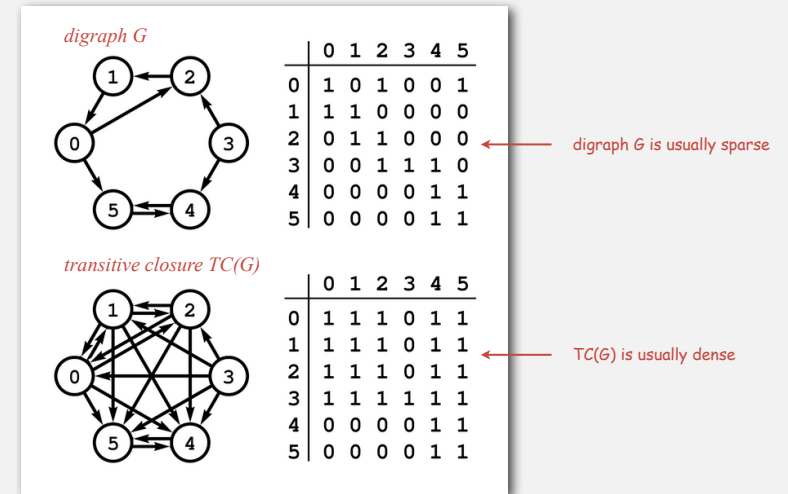 digraph G
1 2
0 3
5 4
0 1 2 3 4 5
0 1 0 1 0 0 1
1 1 1 0 0 0 0
2 0 1 1 0 0 0
3 0 0 1 1 1 0
4 0 0 0 0 1 1
5 0 0 0 0 1 1
digraph G is usually sparse
transitive closure TC(G)
1 2
0 3
5 4
0 1 2 3 4 5
0 1 1 1 0 1 1
1 1 1 1 0 1 1
2 1 1 1 0 1 1
3 1 1 1 1 1 1
4 0 0 0 0 1 1
5 0 0 0 0 1 1
TC(G) is usually dense